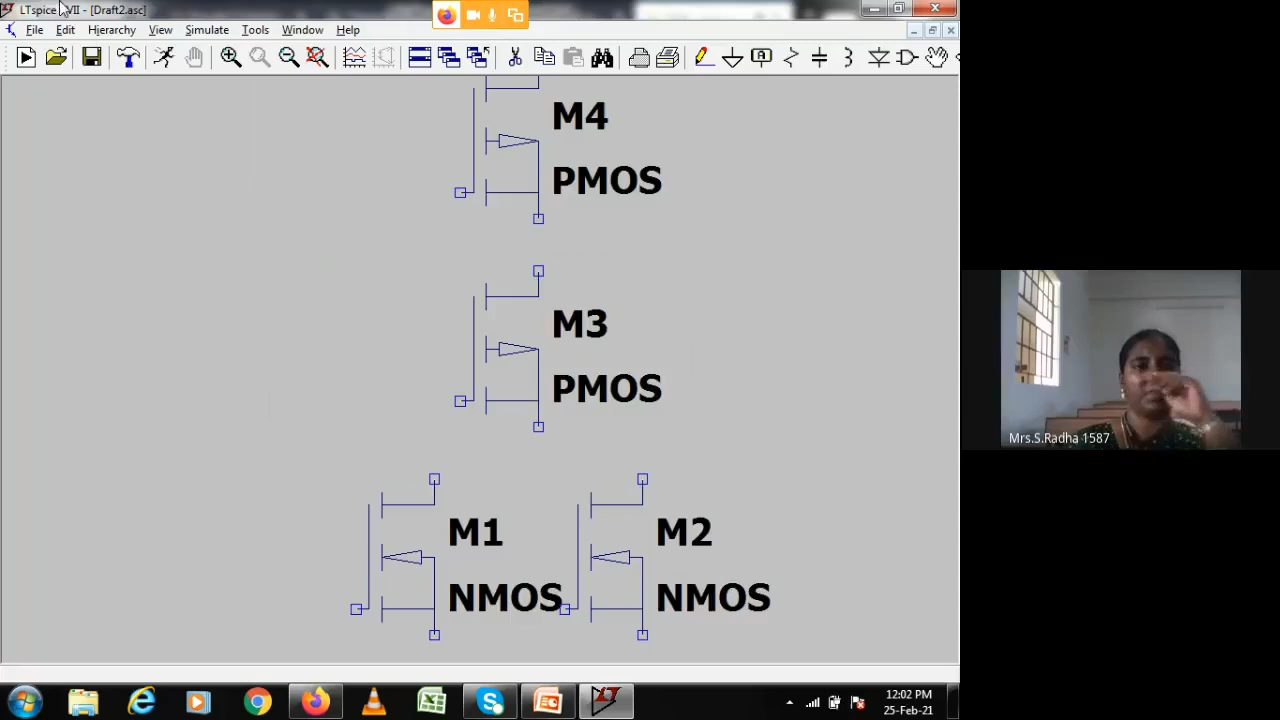 LTspice XVII - [Draft2.asc]
File Edit Hierarchy View Simulate Tools Window Help
M4
PMOS
M3
PMOS
M1
M2
NMOS
NMOS
Mrs.S.Radha 1587
12:02 PM
25-Feb-21